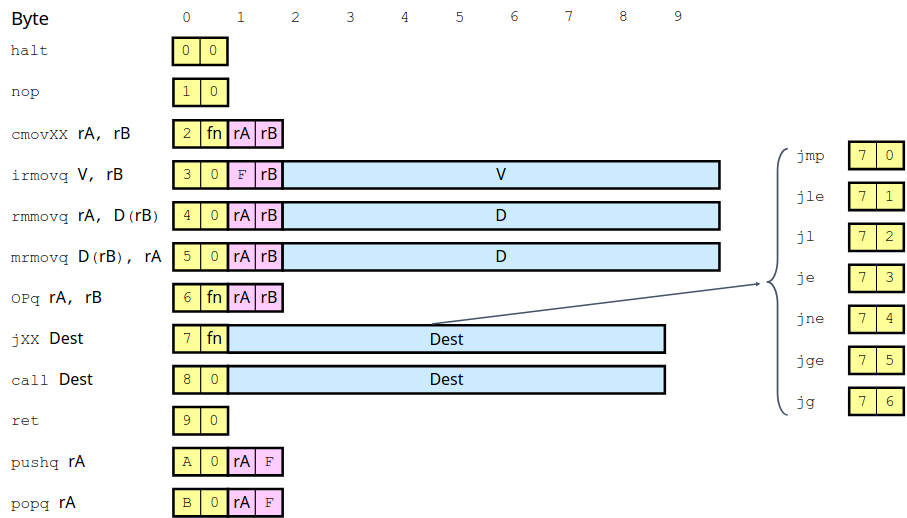 Byte 0 1 2 3 4 5 6 7 8 9
halt 0 0
nop 1 0
cmovXX rA, rB 2 fn rA rB
irmovq V, rB 3 0 F rB V
rmmovq rA, D(rB) 4 0 rA rB D
mrmovq D(rB), rA 5 0 rA rB D
OPq rA, rB 6 fn rA rB
jXX Dest 7 fn Dest
call Dest 8 0 Dest
ret 9 0
pushq rA A 0 rA F
popq rA B 0 rA F
jmp 7 0
jle 7 1
jl 7 2
je 7 3
jne 7 4
jge 7 5
jg 7 6